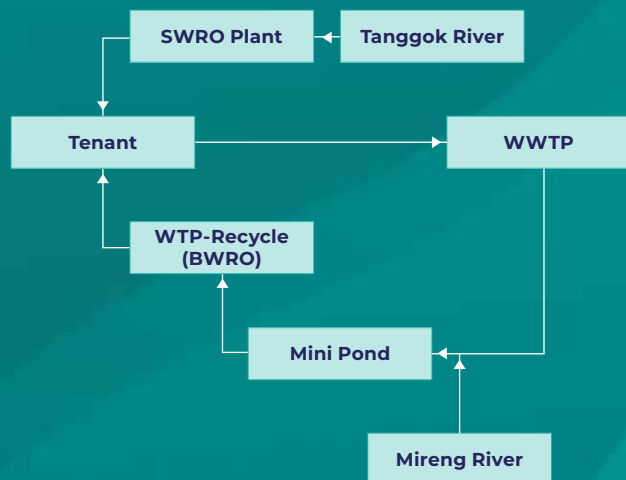 SWRO Plant
Tanggok River
Tenant
WWTP
WTP-Recycle
(BWRO)
Mini Pond
Mireng River